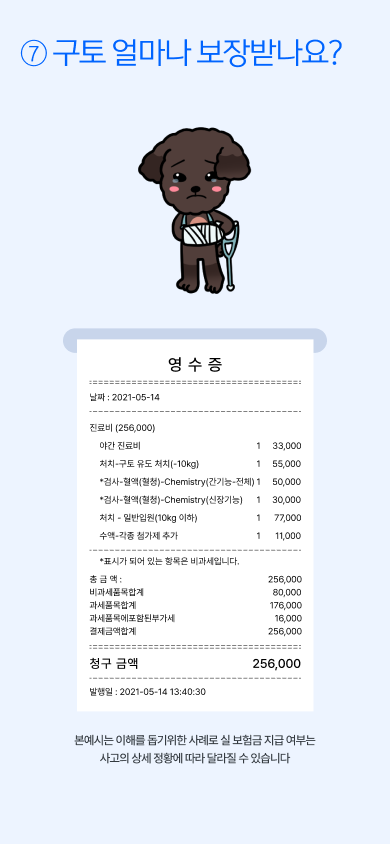 ⑦ 구토 얼마나 보장받나요?
영 수 증
날짜 : 2021-05-14
진료비 (256,000)
야간 진료비 1 33,000
처치-구토 유도 처치(-10kg) 1 55,000
*검사-혈액(혈청)-Chemistry(간기능-전체) 1 50,000
*검사-혈액(혈청)-Chemistry(신장기능) 1 30,000
처치 - 일반입원(10kg 이하) 1 77,000
수액-각종 첨가제 추가 1 11,000
*표시가 되어 있는 항목은 비과세입니다.
총 금 액 : 256,000
비과세품목합계 80,000
과세품목합계 176,000
과세품목에포함된부가세 16,000
결제금액합계 256,000
청구 금액 256,000
발행일 : 2021-05-14 13:40:30
본예시는 이해를 돕기위한 사례로 실 보험금 지급 여부는
사고의 상세 정황에 따라 달라질 수 있습니다